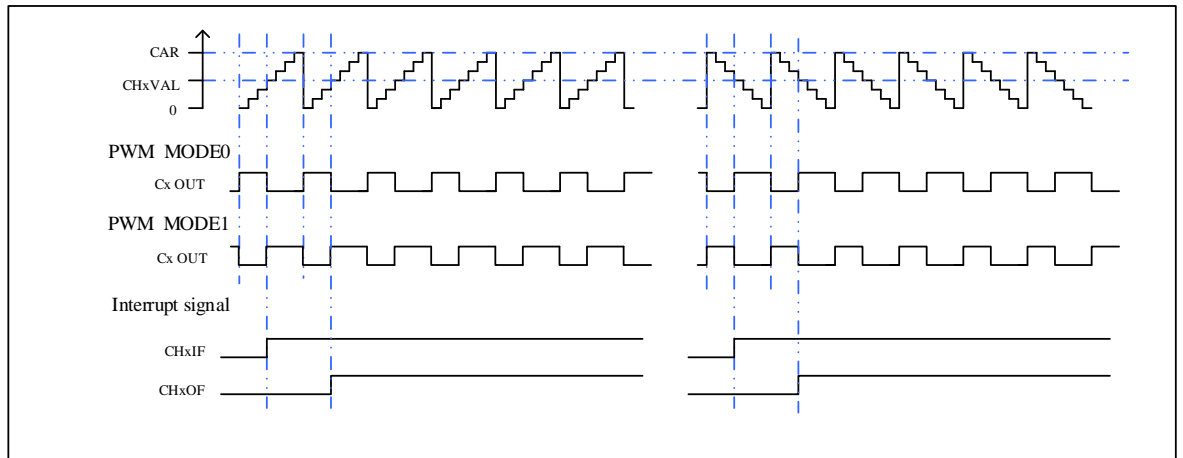 CAR
CHxVAL
0
PWM MODE0
Cx OUT
PWM MODE1
Cx OUT
Interrupt signal
CHxIF
CHxOF